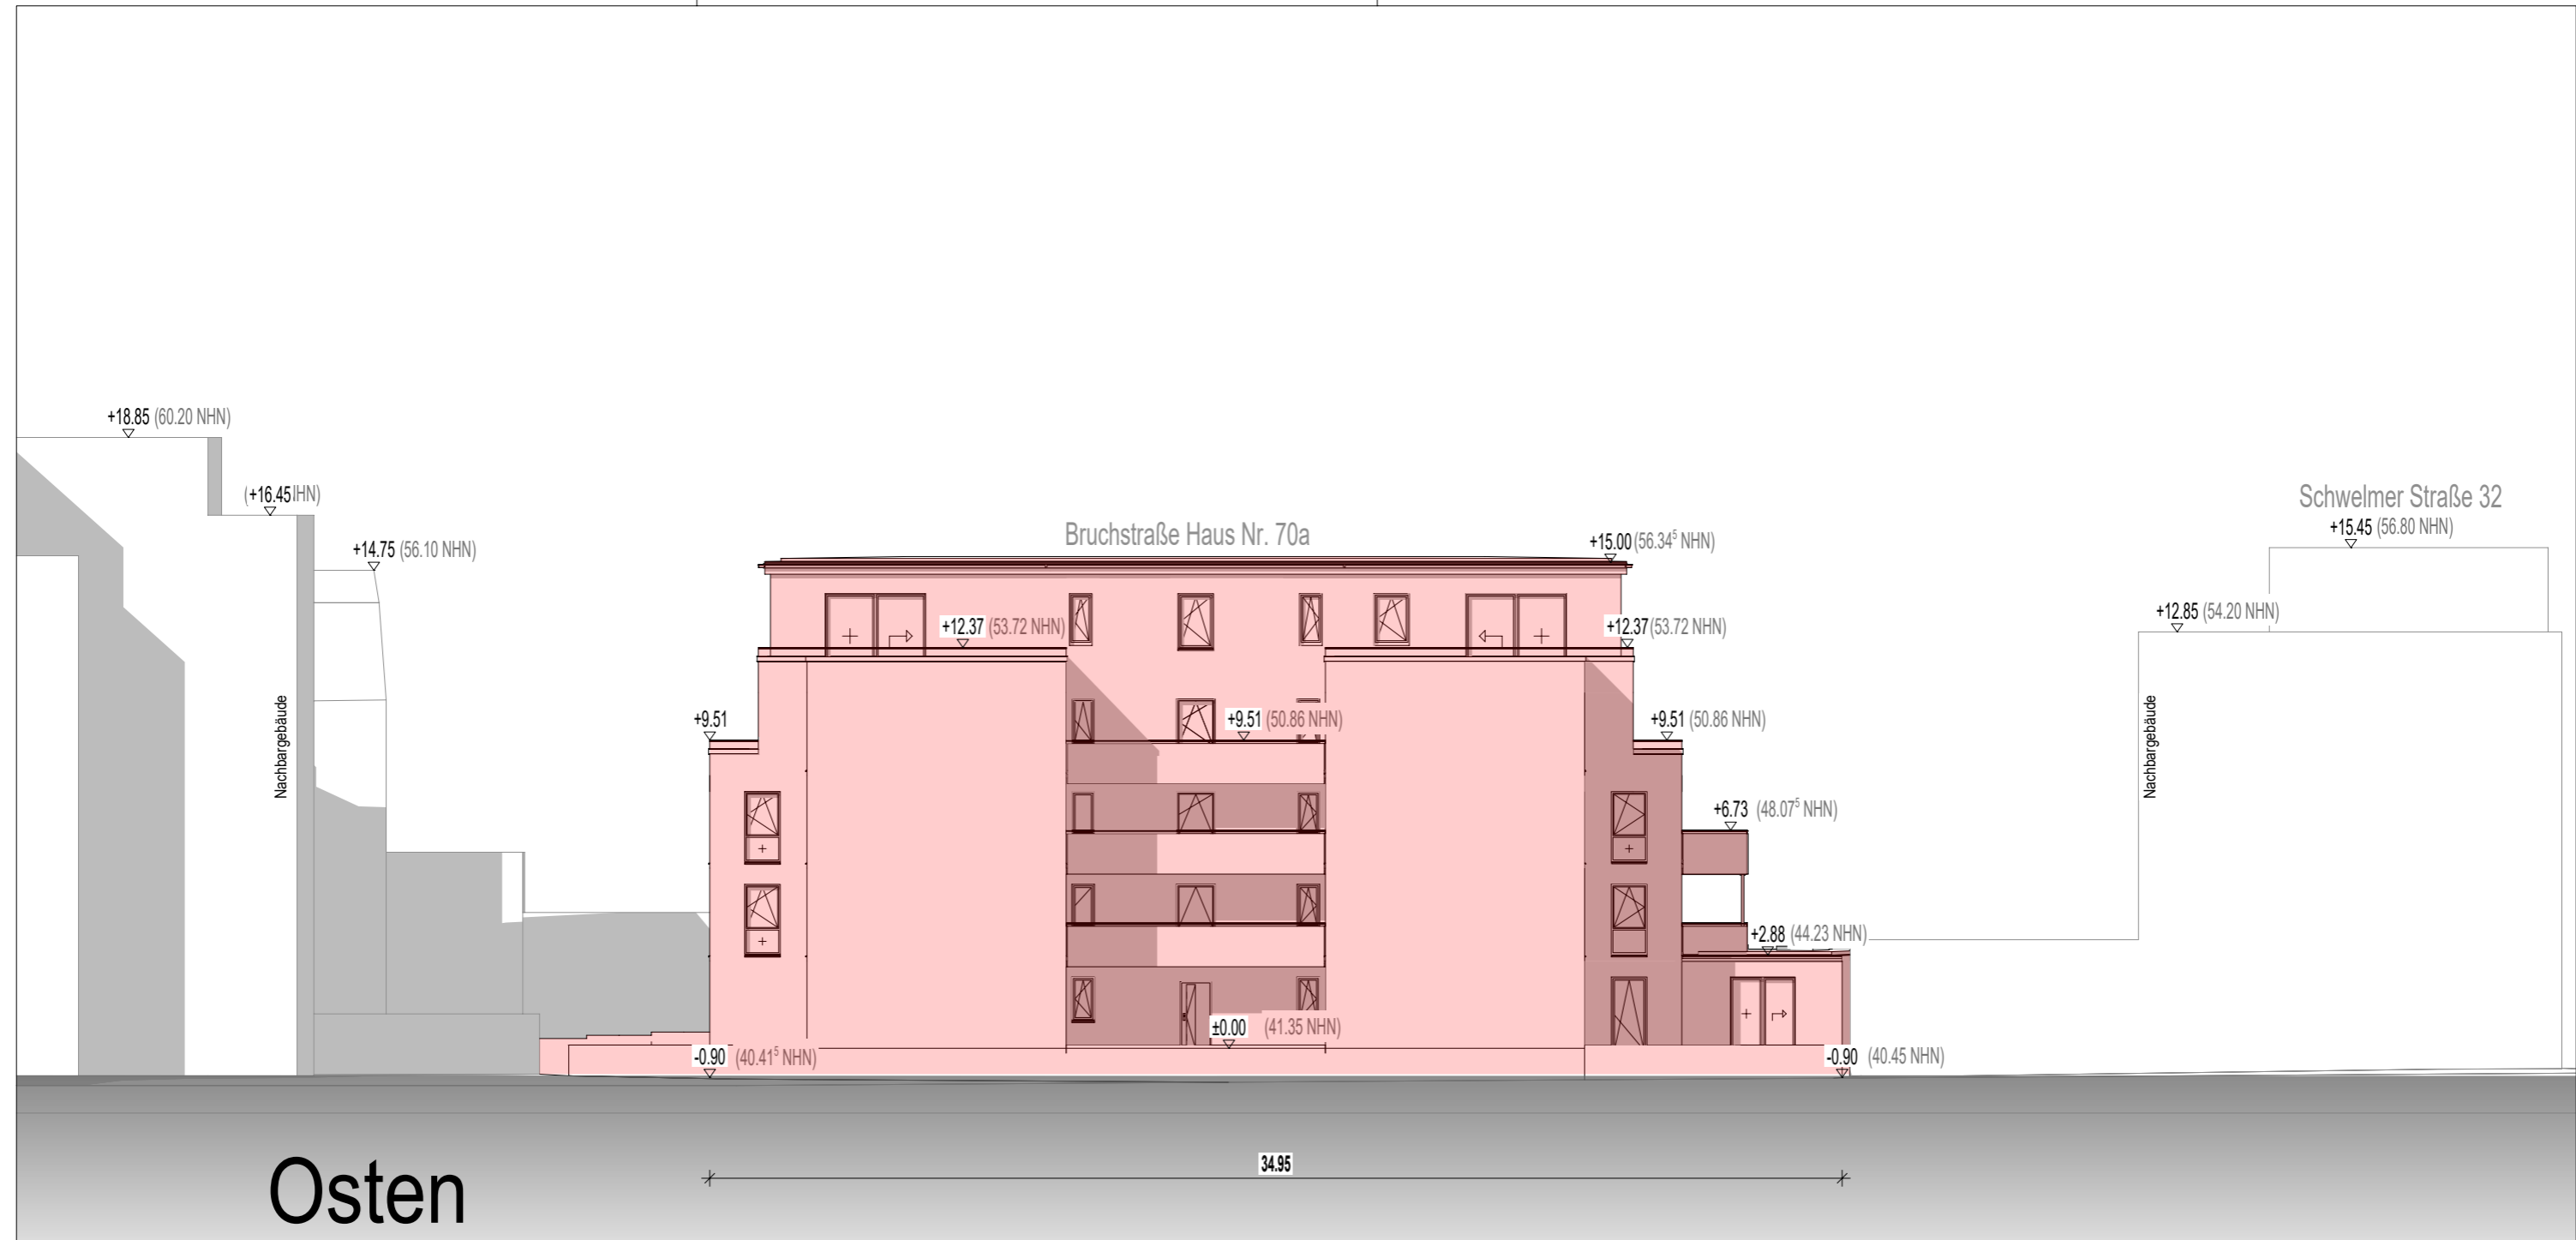 +18.85 (60.20 NHN)
(+16.45 IHN)
Schwelmer Straße 32
+15.45 (56.80 NHN)
Bruchstraße Haus Nr. 70a
+15.00 (56.34⁵ NHN)
+14.75 (56.10 NHN)
+12.85 (54.20 NHN)
+12.37 (53.72 NHN)
+12.37 (53.72 NHN)
Nachbargebäude
Nachbargebäude
+9.51
+9.51 (50.86 NHN)
+9.51 (50.86 NHN)
+6.73 (48.07⁵ NHN)
+2.88 (44.23 NHN)
±0.00 (41.35 NHN)
-0.90 (40.41⁵ NHN)
-0.90 (40.45 NHN)
34.95
Osten